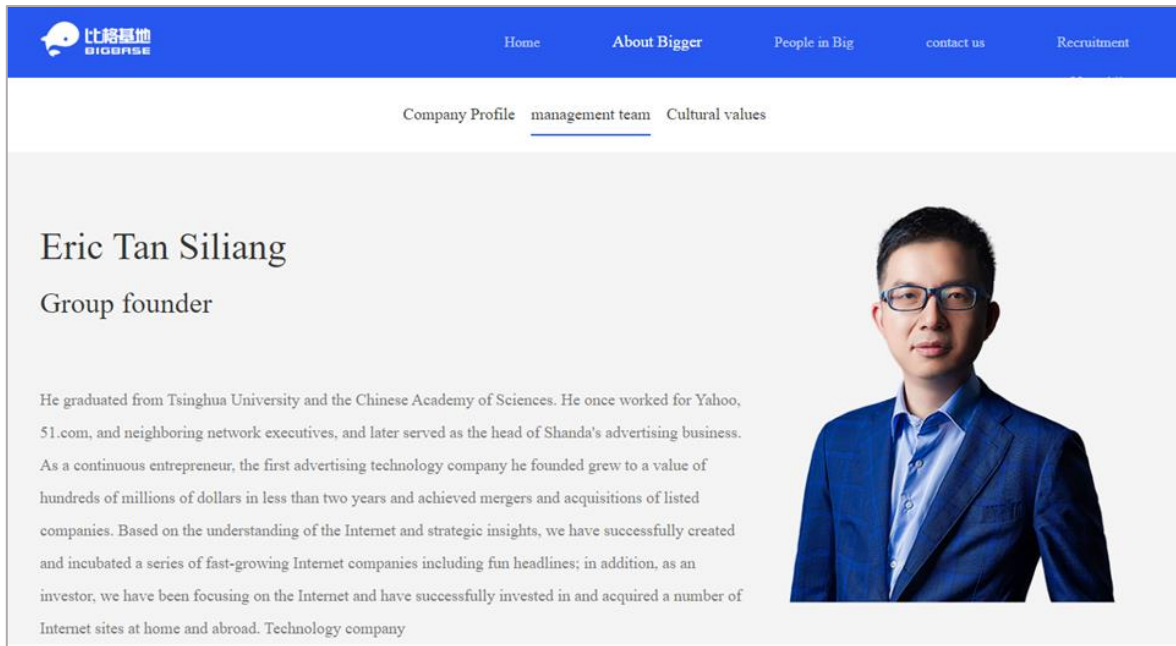 比格基地
BIGBASE
Home
About Bigger
People in Big
contact us
Recruitment
Company Profile
management team
Cultural values
Eric Tan Siliang
Group founder
He graduated from Tsinghua University and the Chinese Academy of Sciences. He once worked for Yahoo,
51.com, and neighboring network executives, and later served as the head of Shanda's advertising business.
As a continuous entrepreneur, the first advertising technology company he founded grew to a value of
hundreds of millions of dollars in less than two years and achieved mergers and acquisitions of listed
companies. Based on the understanding of the Internet and strategic insights, we have successfully created
and incubated a series of fast-growing Internet companies including fun headlines; in addition, as an
investor, we have been focusing on the Internet and have successfully invested in and acquired a number of
Internet sites at home and abroad. Technology company